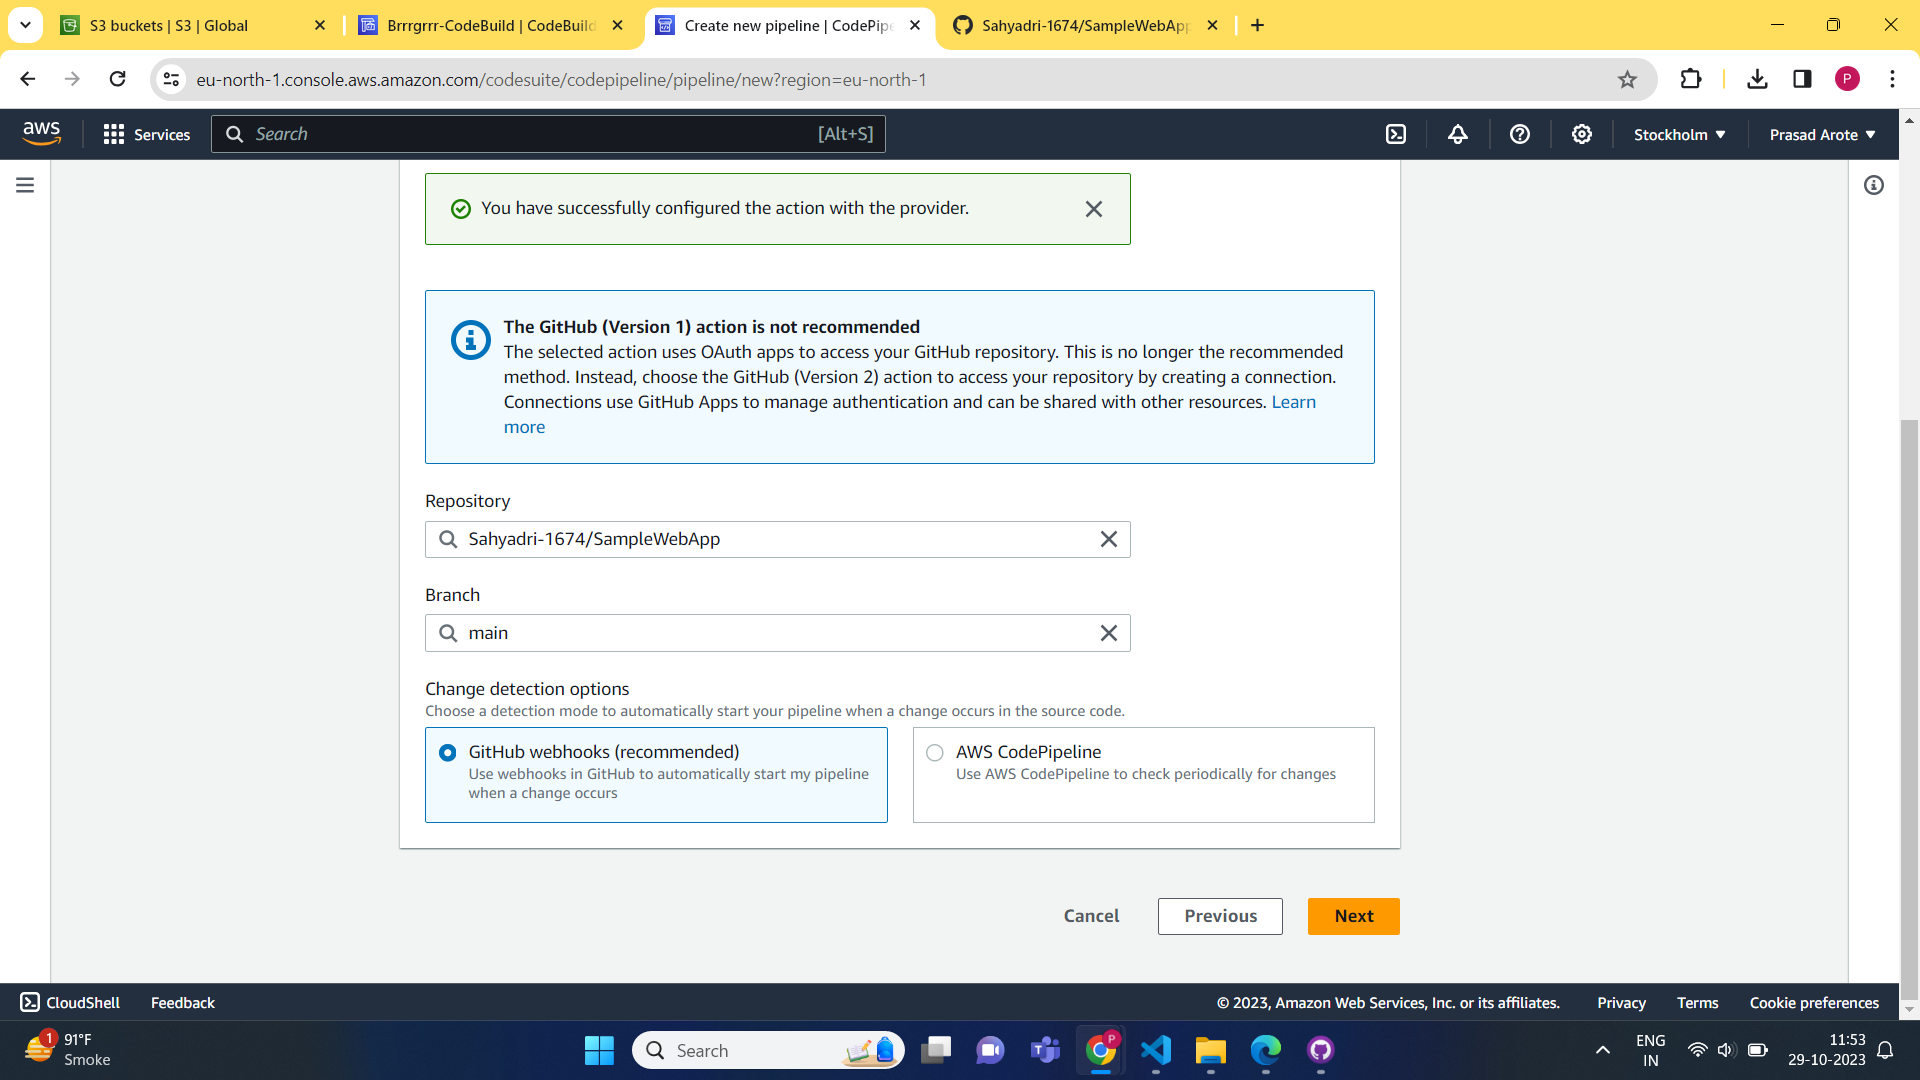 S3 buckets | S3 | Global
Brrrgrrr-CodeBuild | CodeBuild
Create new pipeline | CodePipe
Sahyadri-1674/SampleWebApp
eu-north-1.console.aws.amazon.com/codesuite/codepipeline/pipeline/new?region=eu-north-1
P
aws
Services
Search
[Alt+S]
Stockholm
Prasad Arote
You have successfully configured the action with the provider.
The GitHub (Version 1) action is not recommended
The selected action uses OAuth apps to access your GitHub repository. This is no longer the recommended
method. Instead, choose the GitHub (Version 2) action to access your repository by creating a connection.
Connections use GitHub Apps to manage authentication and can be shared with other resources. Learn
more
Repository
Sahyadri-1674/SampleWebApp
Branch
main
Change detection options
Choose a detection mode to automatically start your pipeline when a change occurs in the source code.
GitHub webhooks (recommended)
Use webhooks in GitHub to automatically start my pipeline
when a change occurs
AWS CodePipeline
Use AWS CodePipeline to check periodically for changes
Cancel
Previous
Next
CloudShell
Feedback
© 2023, Amazon Web Services, Inc. or its affiliates.
Privacy
Terms
Cookie preferences
1
91°F
Smoke
Search
P
ENG
IN
11:53
29-10-2023